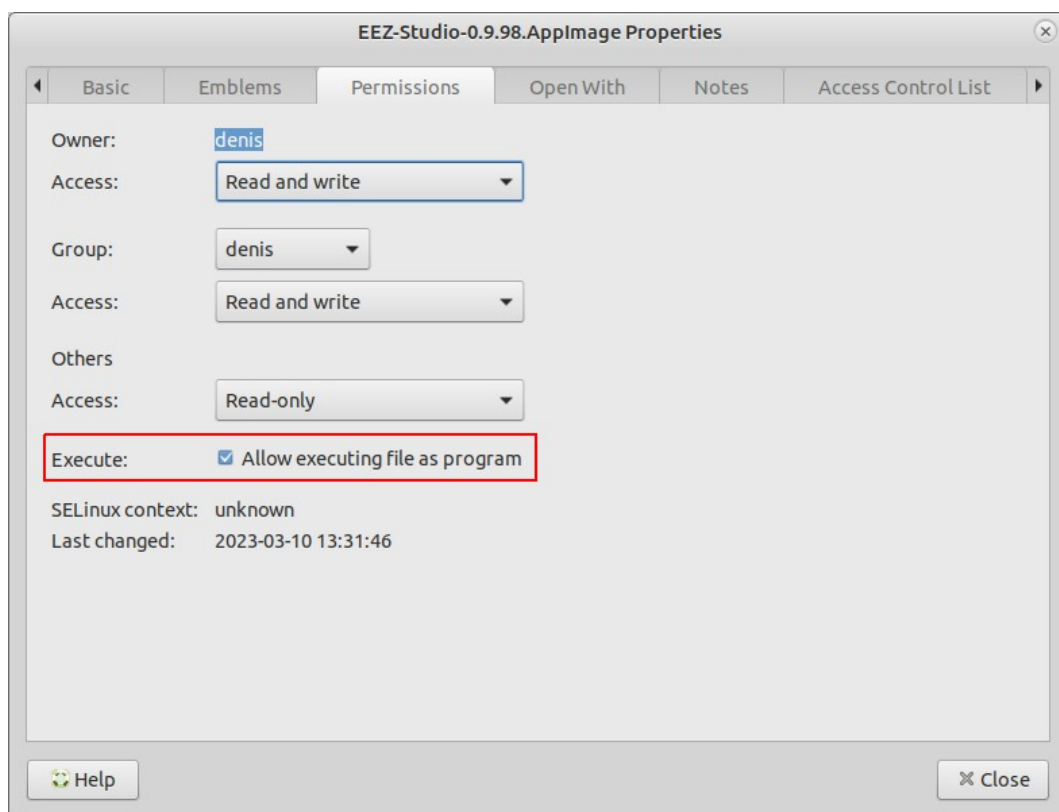 EEZ-Studio-0.9.98.AppImage Properties
Basic Emblems Permissions Open With Notes Access Control List
Owner: denis
Access: Read and write
Group: denis
Access: Read and write
Others
Access: Read-only
Execute: Allow executing file as program
SELinux context: unknown
Last changed: 2023-03-10 13:31:46
Help Close